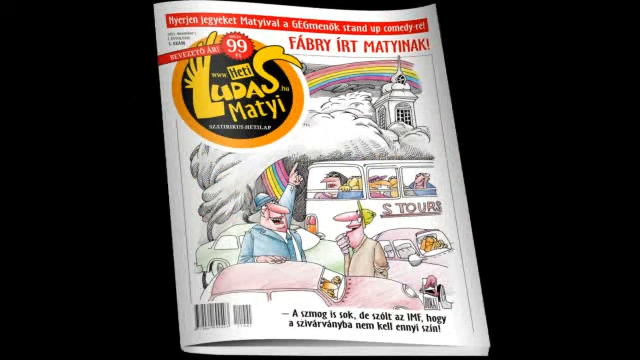 Nyerjen jegyeket Matyival a GEGmenők stand up comedy-re!
FÁBRY ÍRT MATYINAK!
BEVEZETŐ ÁR!
99
Ft
www.Heti
LUDAS.hu
Matyi
SZATIRIKUS HETILAP
S TOURS
– A szmog is sok, de szólt az IMF, hogy
a szivárványba nem kell ennyi szín!